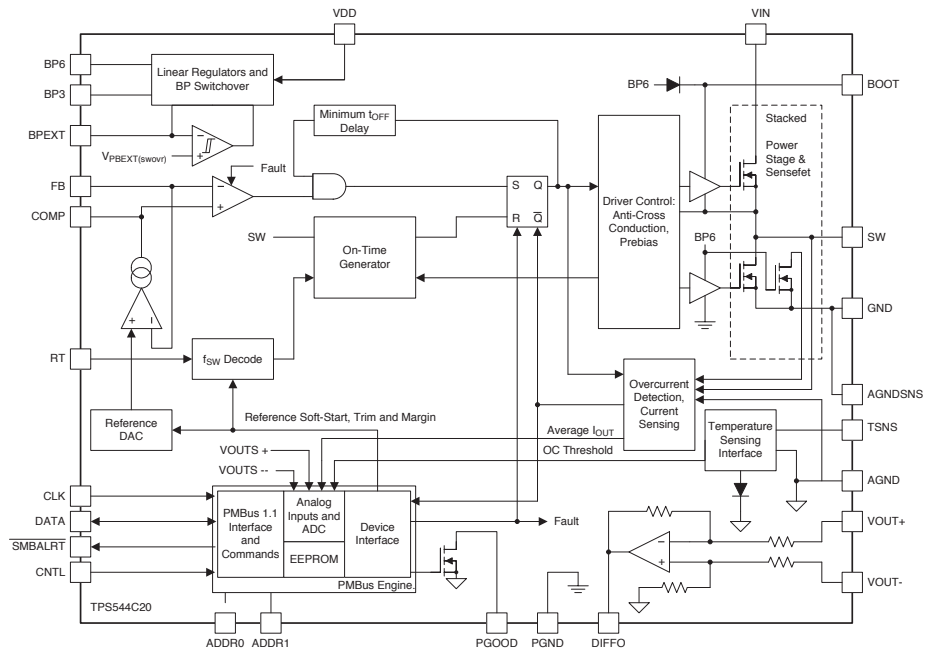 VDD
VIN
BP6
BP3
BPEXT
FB
COMP
RT
CLK
DATA
SMBALRT
CNTL
Linear Regulators and
BP Switchover
VPBEXT(swovr)
−
+
Fault
−
+
Minimum tOFF
Delay
SW
On-Time
Generator
S Q
R Q
BP6
Driver Control:
Anti-Cross
Conduction,
Prebias
BP6
Stacked
Power
Stage &
Sensefet
BOOT
SW
GND
AGNDSNS
TSNS
AGND
VOUT+
VOUT-
+ −
fSW Decode
Reference
DAC
Reference Soft-Start, Trim and Margin
Overcurrent
Detection,
Current
Sensing
Average IOUT
OC Threshold
VOUTS +
VOUTS --
Temperature
Sensing
Interface
PMBus 1.1
Interface
and
Commands
Analog
Inputs and
ADC
EEPROM
Device
Interface
PMBus Engine.
Fault
−
+
TPS544C20
ADDR0
ADDR1
PGOOD
PGND
DIFFO